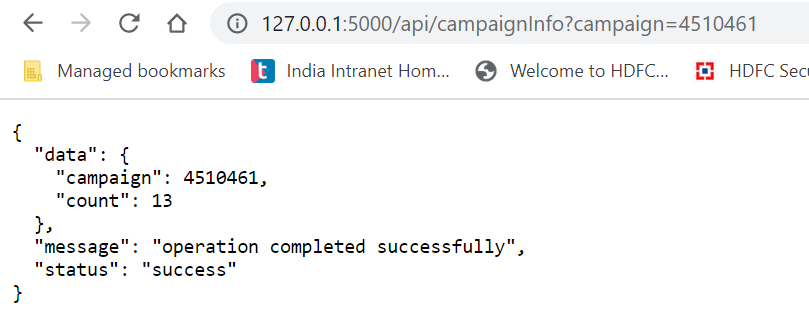 127.0.0.1:5000/api/campaignInfo?campaign=4510461
Managed bookmarks India Intranet Hom... Welcome to HDFC... HDFC Secu
{
  "data": {
    "campaign": 4510461,
    "count": 13
  },
  "message": "operation completed successfully",
  "status": "success"
}